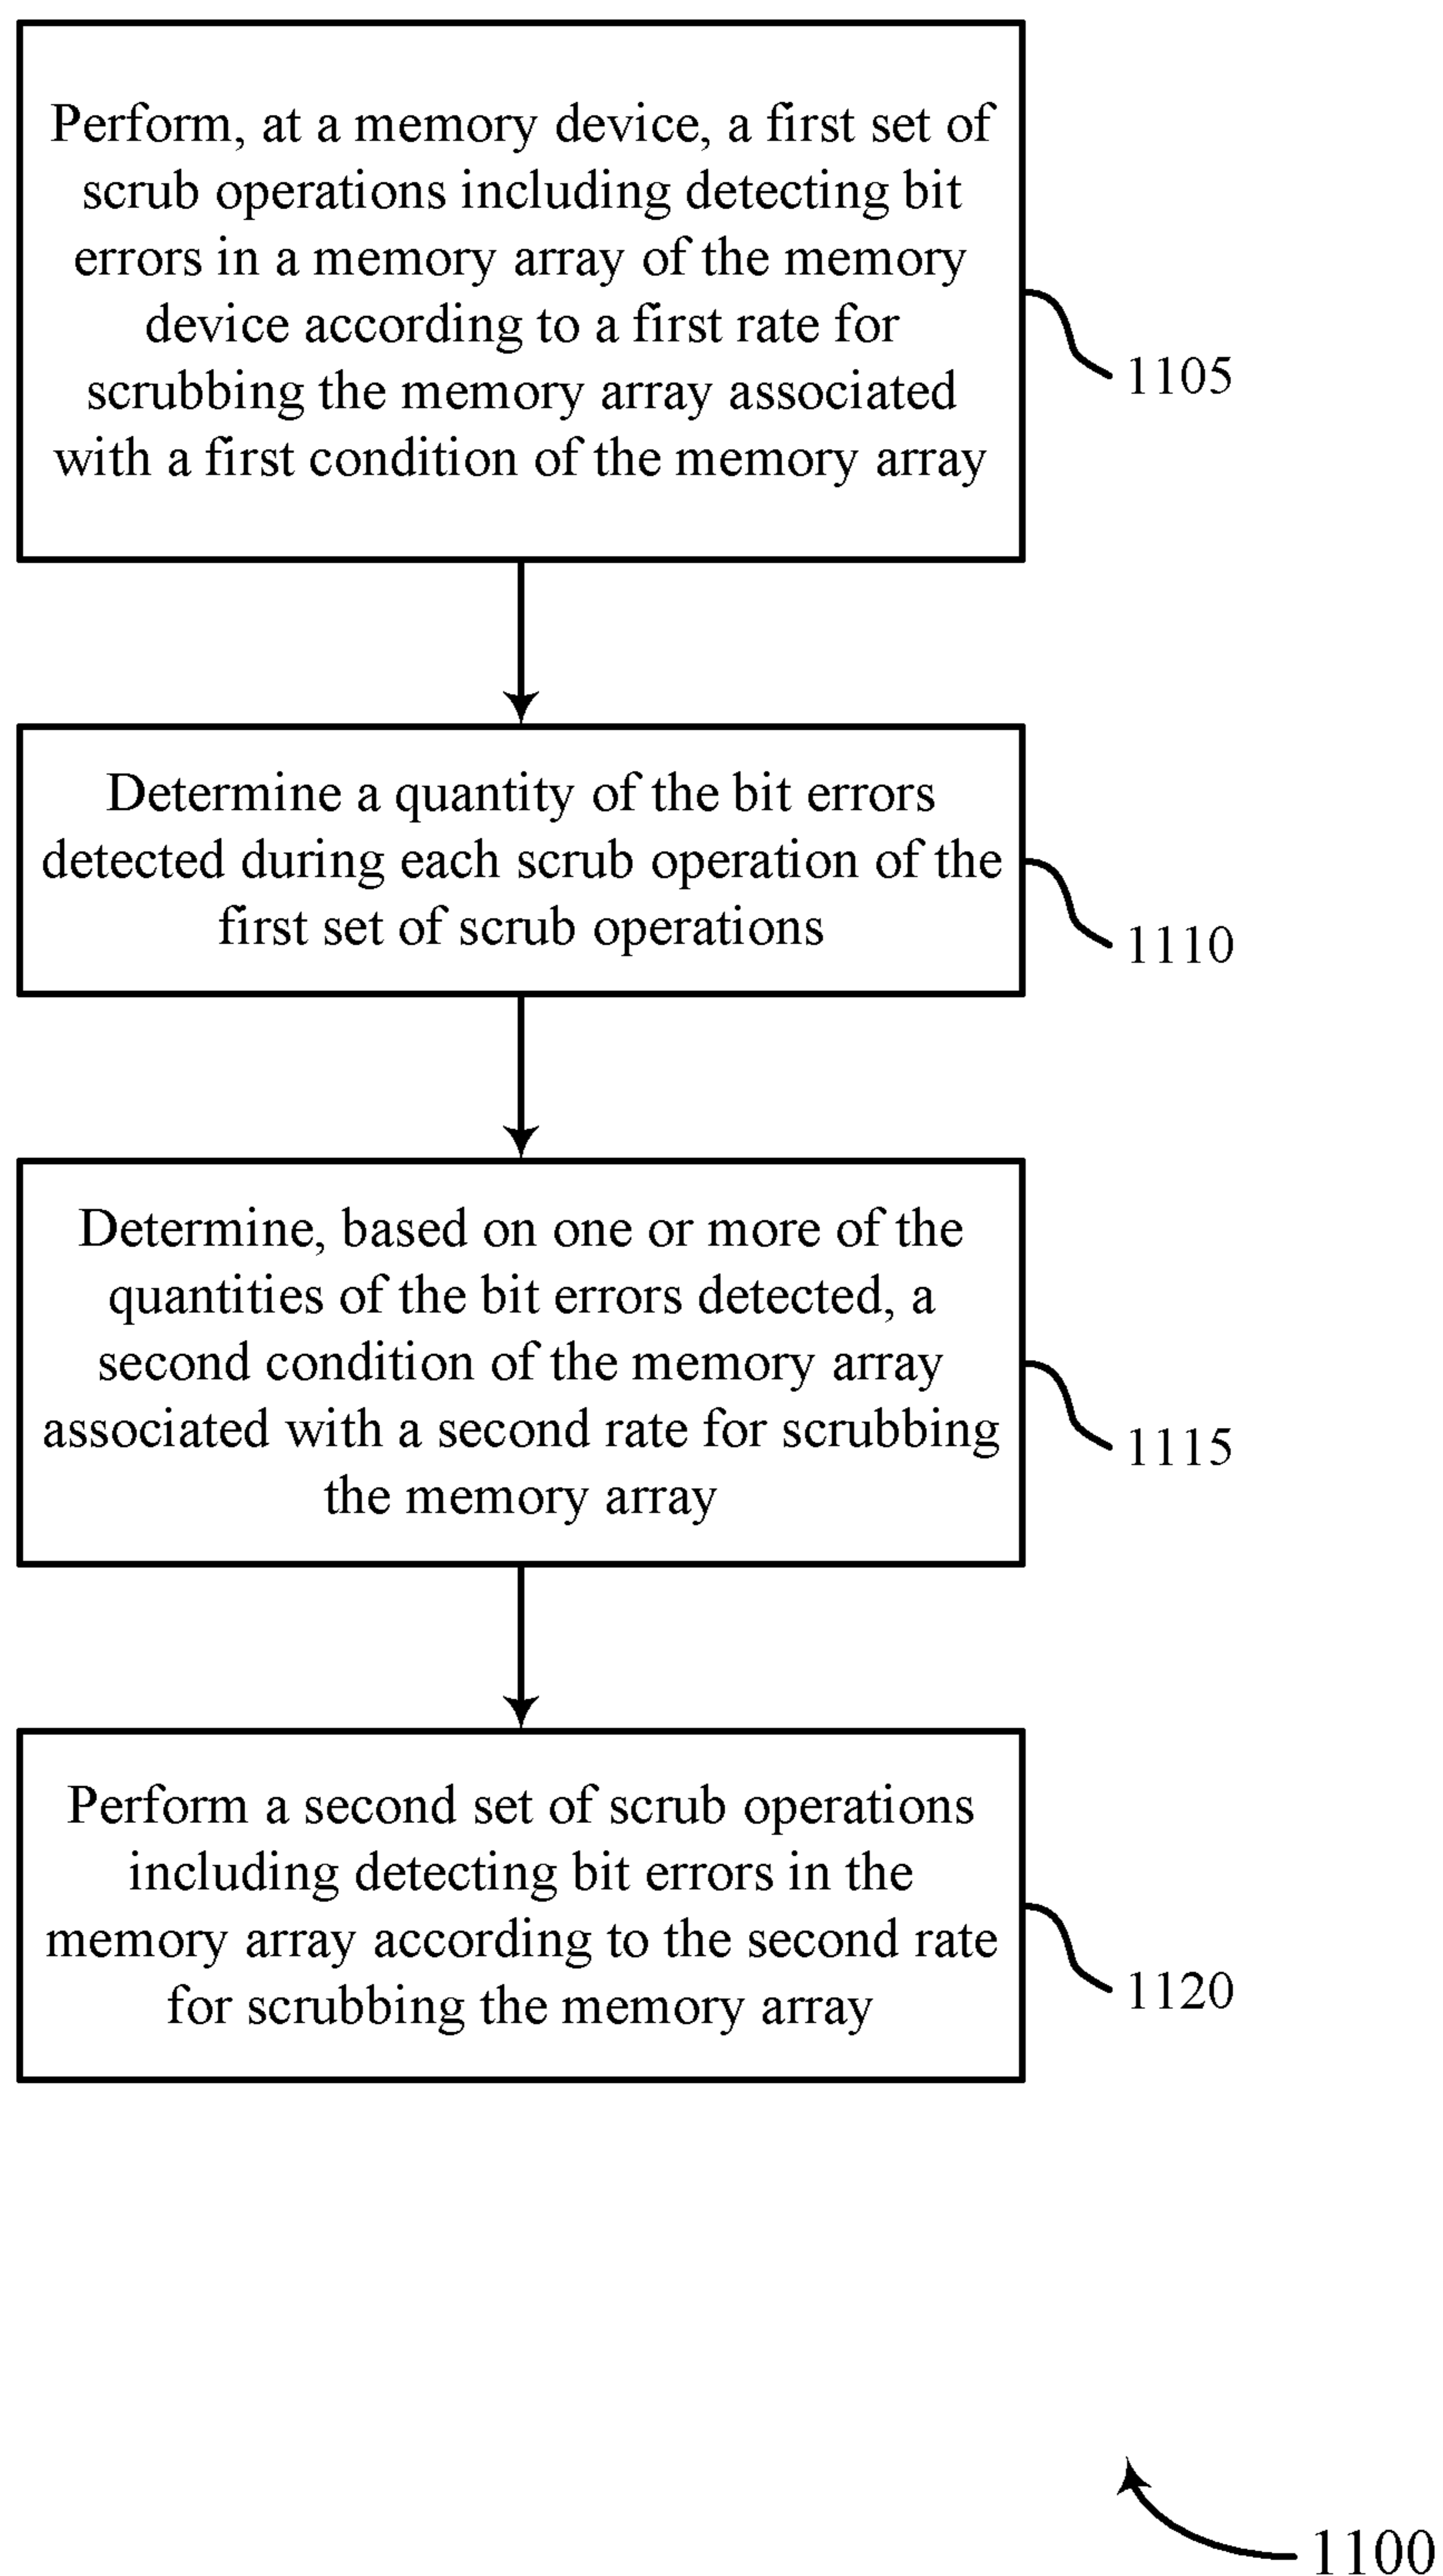 Perform, at a memory device, a first set of
scrub operations including detecting bit
errors in a memory array of the memory
device according to a first rate for
scrubbing the memory array associated
with a first condition of the memory array
1105
Determine a quantity of the bit errors
detected during each scrub operation of the
first set of scrub operations
1110
Determine, based on one or more of the
quantities of the bit errors detected, a
second condition of the memory array
associated with a second rate for scrubbing
the memory array
1115
Perform a second set of scrub operations
including detecting bit errors in the
memory array according to the second rate
for scrubbing the memory array
1120
1100